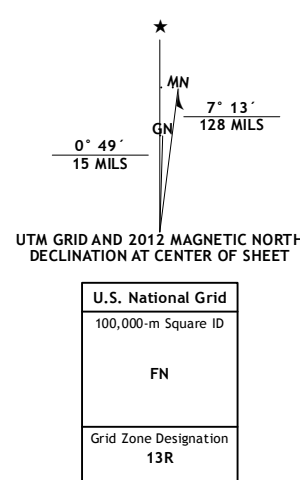 MN
7° 13´
128 MILS
GN
0° 49´
15 MILS
UTM GRID AND 2012 MAGNETIC NORTH
DECLINATION AT CENTER OF SHEET
U.S. National Grid
100,000-m Square ID
FN
Grid Zone Designation
13R